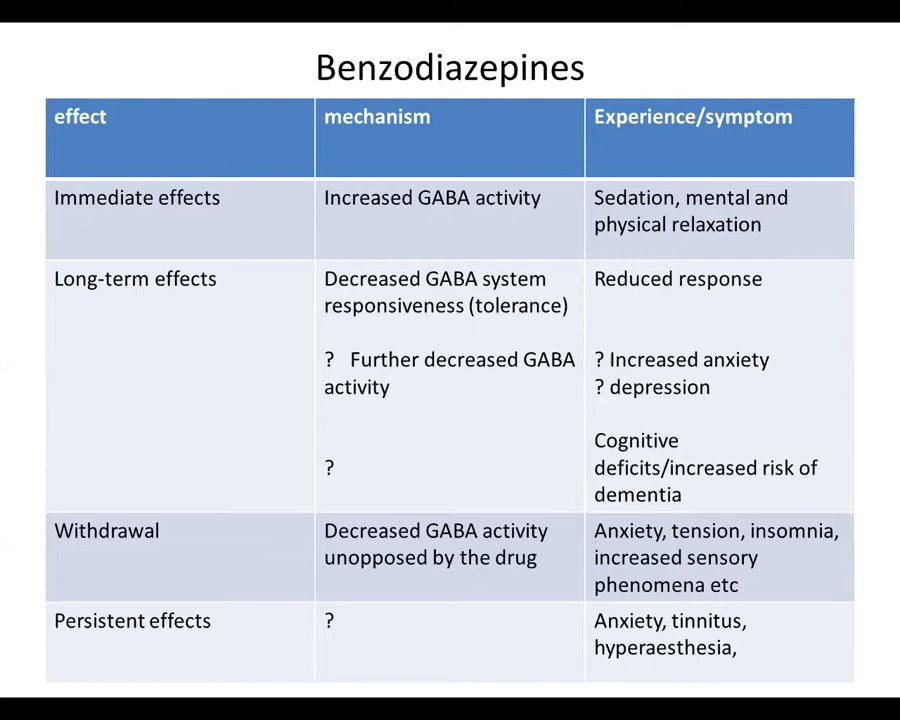 Benzodiazepines
effect
mechanism
Experience/symptom
Immediate effects
Increased GABA activity
Sedation, mental and
physical relaxation
Long-term effects
Decreased GABA system
responsiveness (tolerance)
Reduced response
?   Further decreased GABA
activity
? Increased anxiety
? depression
?
Cognitive
deficits/increased risk of
dementia
Withdrawal
Decreased GABA activity
unopposed by the drug
Anxiety, tension, insomnia,
increased sensory
phenomena etc
Persistent effects
?
Anxiety, tinnitus,
hyperaesthesia,